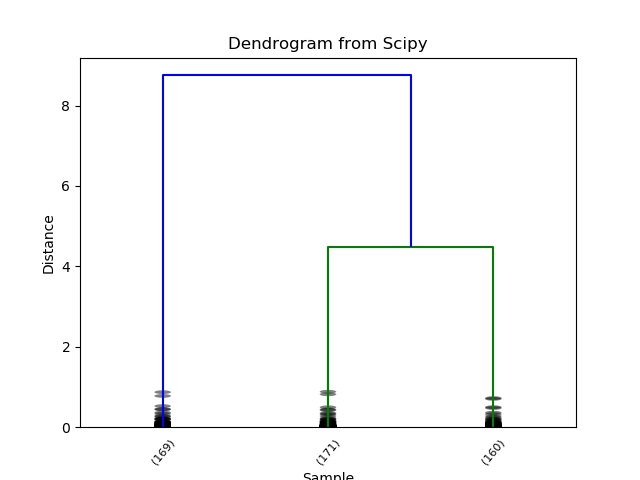 Dendrogram from Scipy
8
6
4
2
0
Distance
(169)
(171)
(160)
Sample